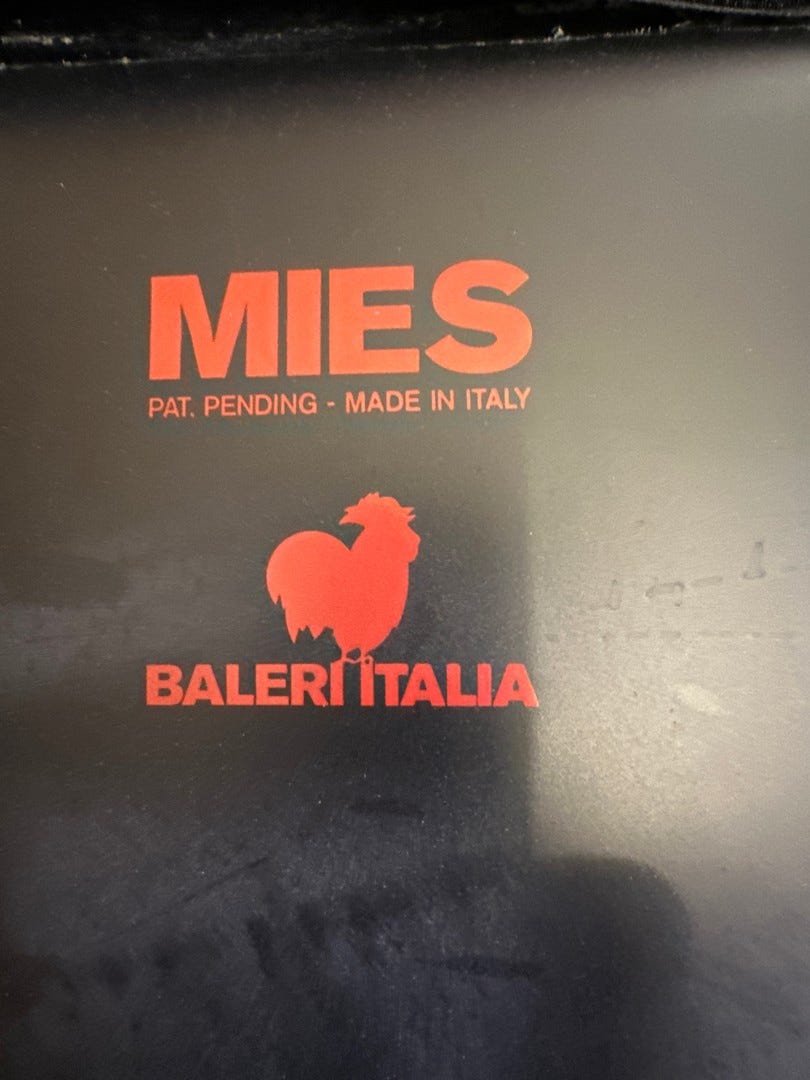 MIES
PAT. PENDING - MADE IN ITALY
BALERI ITALIA